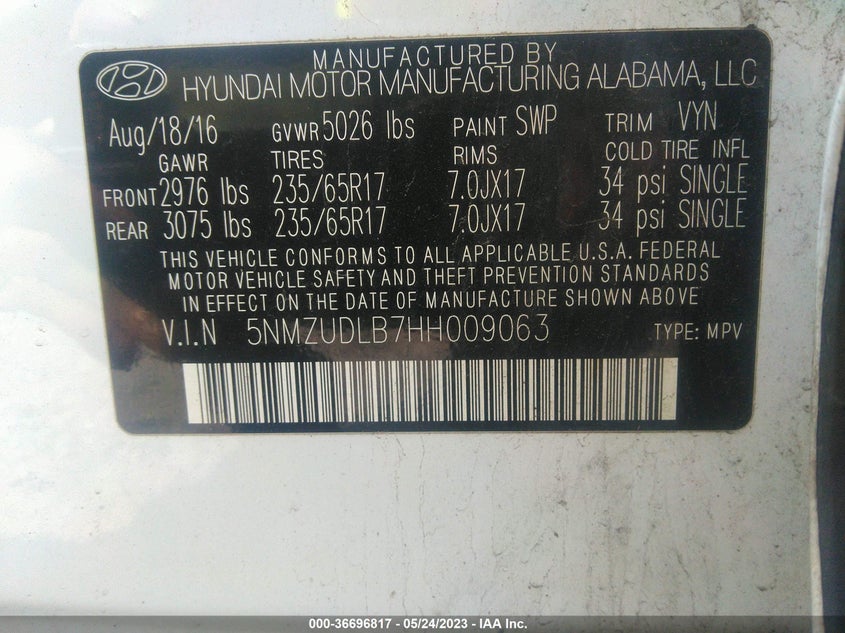 MANUFACTURED BY
HYUNDAI MOTOR MANUFACTURING ALABAMA, LLC
Aug/18/16 GVWR 5026 lbs PAINT SWP TRIM VYN
GAWR TIRES RIMS COLD TIRE INFL
FRONT 2976 lbs 235/65R17 7.0JX17 34 psi SINGLE
REAR 3075 lbs 235/65R17 7.0JX17 34 psi SINGLE
THIS VEHICLE CONFORMS TO ALL APPLICABLE U.S.A. FEDERAL
MOTOR VEHICLE SAFETY AND THEFT PREVENTION STANDARDS
IN EFFECT ON THE DATE OF MANUFACTURE SHOWN ABOVE.
V.I.N 5NMZUDLB7HH009063 TYPE: MPV
000-36696817 - 05/24/2023 - IAA Inc.